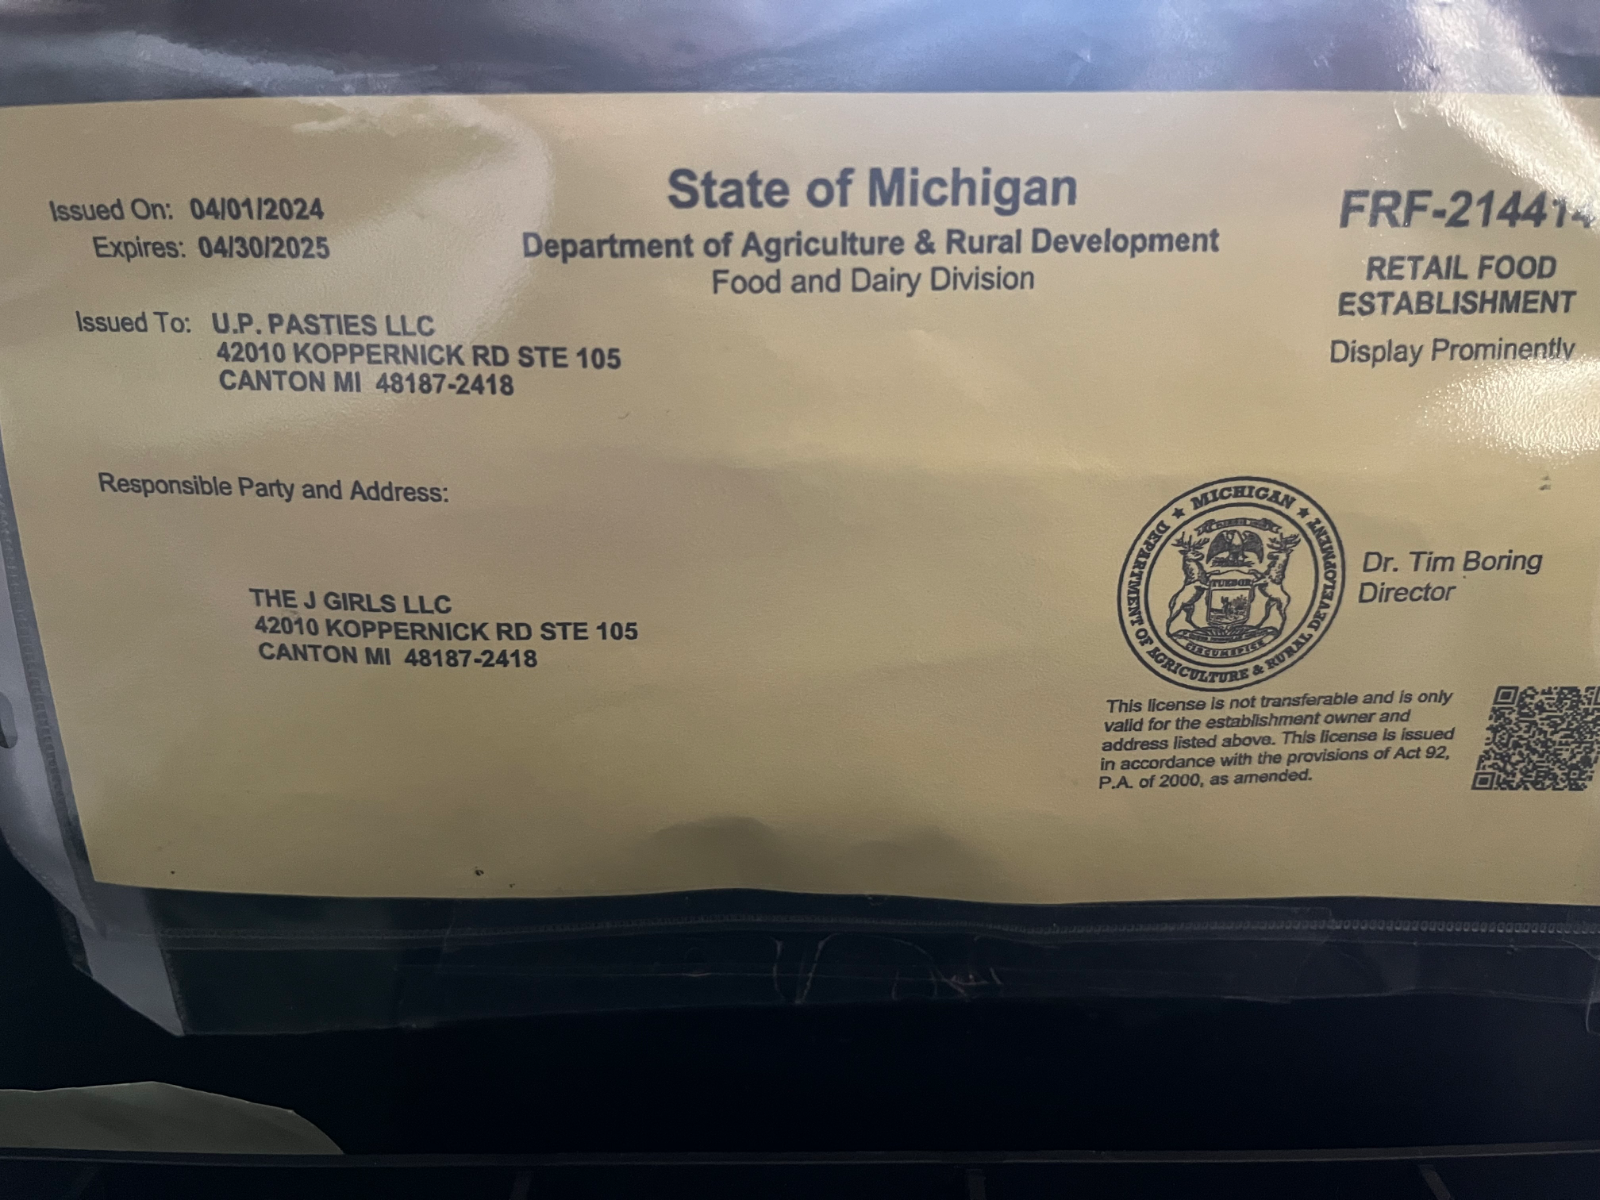 State of Michigan
Department of Agriculture & Rural Development
Food and Dairy Division
Issued On: 04/01/2024
Expires: 04/30/2025
Issued To: U.P. PASTIES LLC
42010 KOPPERNICK RD STE 105
CANTON MI 48187-2418
FRF-214414
RETAIL FOOD
ESTABLISHMENT
Display Prominently
Responsible Party and Address:
THE J GIRLS LLC
42010 KOPPERNICK RD STE 105
CANTON MI 48187-2418
★ MICHIGAN ★
DEPARTMENT OF AGRICULTURE & RURAL DEVELOPMENT
TUEBOR
CIRCUMSPICE
Dr. Tim Boring
Director
This license is not transferable and is only
valid for the establishment owner and
address listed above. This license is issued
in accordance with the provisions of Act 92,
P.A. of 2000, as amended.